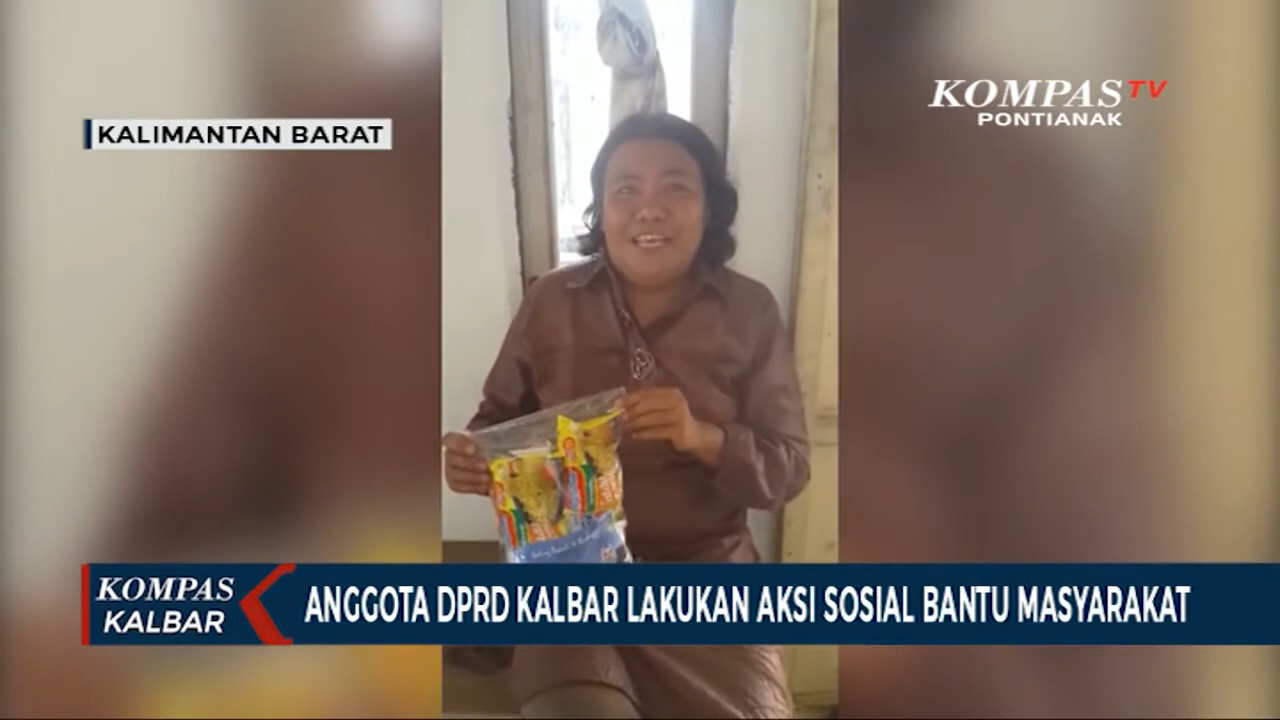 KALIMANTAN BARAT
KOMPAS TV
PONTIANAK
KOMPAS
KALBAR
ANGGOTA DPRD KALBAR LAKUKAN AKSI SOSIAL BANTU MASYARAKAT